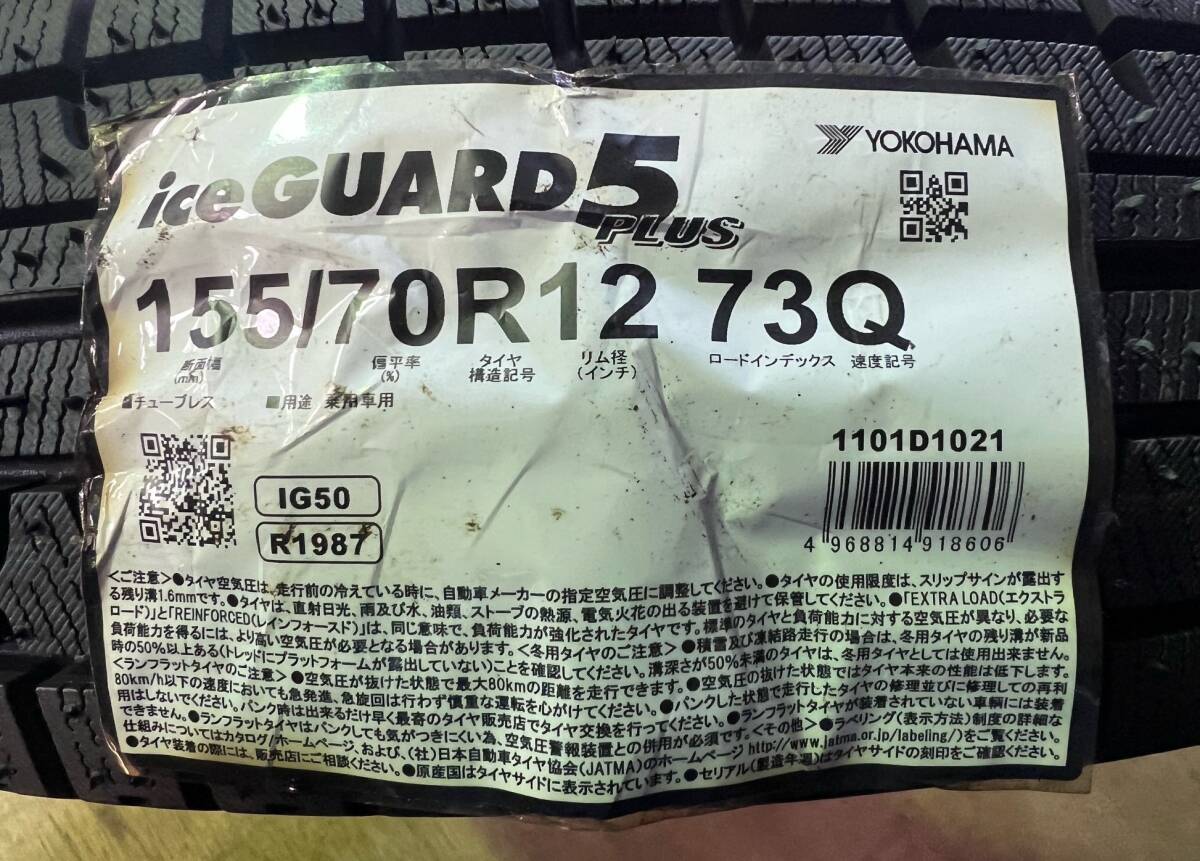 YOKOHAMA
iceGUARD5
PLUS
155/70R12 73Q
断面幅 偏平率 タイヤ リム径 ロードインデックス 速度記号
(mm) (%) 構造記号 (インチ)
■チューブレス ■用途 乗用車用
1101D1021
IG50
R1987
4 968814 918606
<ご注意>●タイヤ空気圧は、走行前の冷えている時に、自動車メーカーの指定空気圧に調整してください。●タイヤの使用限度は、スリップサインが露出す
る残り溝1.6mmです。●タイヤは、直射日光、雨及び水、油類、ストーブの熱源、電気火花の出る装置を避けて保管してください。●「EXTRA LOAD(エクストラ
ロード)」と「REINFORCED(レインフォースド)」は、同じ意味で、負荷能力が強化されたタイヤです。標準のタイヤと負荷能力に対する空気圧が異なり、必要な
負荷能力を得るには、より高い空気圧が必要となる場合があります。<冬用タイヤのご注意>●積雪及び凍結路走行の場合は、冬用タイヤの残り溝が新品
時の50%以上ある(トレッドにプラットフォームが露出していない)ことを確認してください。溝深さが50%未満のタイヤは、冬用タイヤとしては使用出来ません。
<ランフラットタイヤのご注意>●空気圧が抜けた状態で最大80kmの距離を走行できます。●空気圧の抜けた状態ではタイヤ本来の性能は低下します。
80km/h以下の速度においても急発進、急旋回は行わず慎重な運転を心がけてください。●パンクした状態で走行したタイヤの修理並びに修理しての再利
用はしないでください。パンク時は出来るだけ早く最寄のタイヤ販売店でタイヤ交換を行ってください。●ランフラットタイヤが装着されていない車輌には装着
できません。●ランフラットタイヤはパンクしても気がつきにくい為、空気圧警報装置との併用が必須です。<その他>●ラベリング(表示方法)制度の詳細な
仕組みについてはカタログ/ホームページ、および、(社)日本自動車タイヤ協会(JATMA)のホームページ http://www.jatma.or.jp/labeling/)をご覧ください。
●タイヤ装着の際には、販売店にご相談ください。●原産国はタイヤサイドに表示されています。●セリアル(製造年週)はタイヤサイドの刻印をご確認ください。